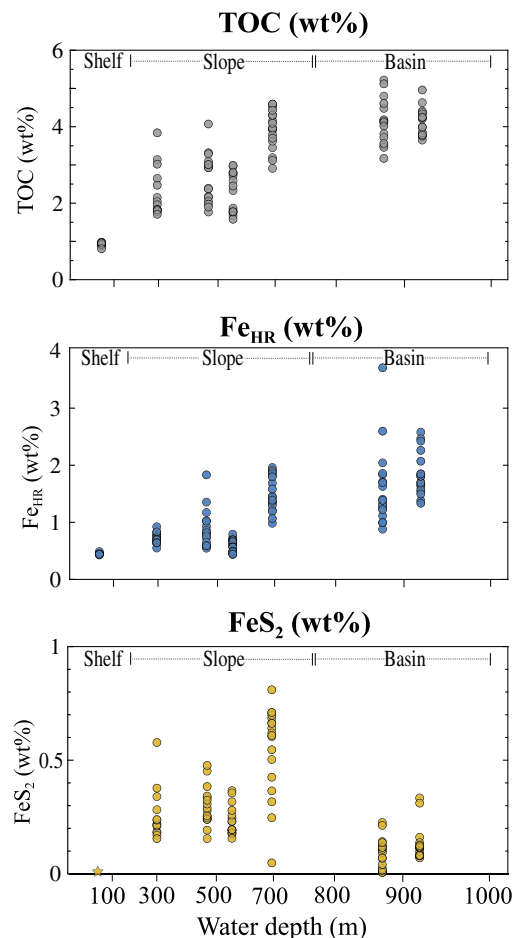 TOC (wt%)
Shelf Slope Basin
6
4
2
0
TOC (wt%)
Fe_HR (wt%)
Shelf Slope Basin
4
3
2
1
0
Fe_HR (wt%)
FeS₂ (wt%)
Shelf Slope Basin
1
0.5
0
FeS₂ (wt%)
100 300 500 700 800 900 1000
Water depth (m)